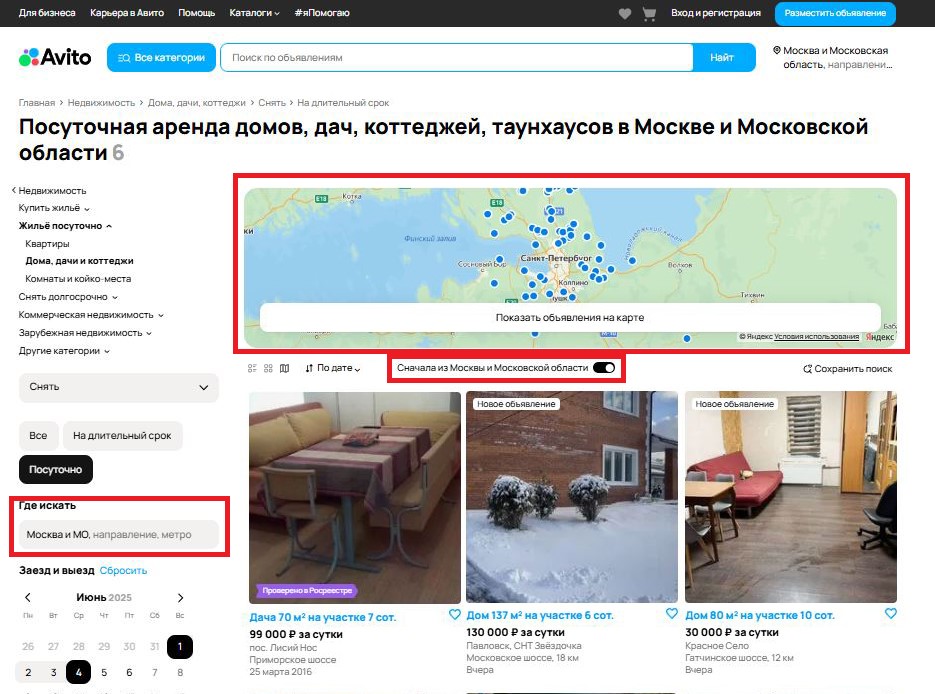 Для бизнеса Карьера в Авито Помощь Каталоги #яПомогаю Вход и регистрация Разместить объявление
Avito Все категории Поиск по объявлениям Найти Москва и Московская
область, направлени...
Главная › Недвижимость › Дома, дачи, коттеджи › Снять › На длительный срок
Посуточная аренда домов, дач, коттеджей, таунхаусов в Москве и Московской
области 6
Недвижимость
Купить жильё
Жильё посуточно
Квартиры
Дома, дачи и коттеджи
Комнаты и койко-места
Снять долгосрочно
Коммерческая недвижимость
Зарубежная недвижимость
Другие категории
Снять
Все На длительный срок
Посуточно
Где искать
Москва и МО, направление, метро
Заезд и выезд Сбросить
Июнь 2025
Пн Вт Ср Чт Пт Сб Вс
26 27 28 29 30 31 1
2 3 4 5 6 7 8
E18
Котка
E18
Финский залив
Сосновый Бор
Санкт-Петербург
Колпино
Новоладожский канал
Волхов
Тихвин
Показать объявления на карте
© Яндекс Условия использования Яндекс
По дате Сначала из Москвы и Московской области Сохранить поиск
Проверено в Росреестре
Дача 70 м² на участке 7 сот.
99 000 ₽ за сутки
пос. Лисий Нос
Приморское шоссе
25 марта 2016
Новое объявление
Дом 137 м² на участке 6 сот.
130 000 ₽ за сутки
Павловск, СНТ Звёздочка
Московское шоссе, 18 км
Вчера
Новое объявление
Дом 80 м² на участке 10 сот.
30 000 ₽ за сутки
Красное Село
Гатчинское шоссе, 12 км
Вчера